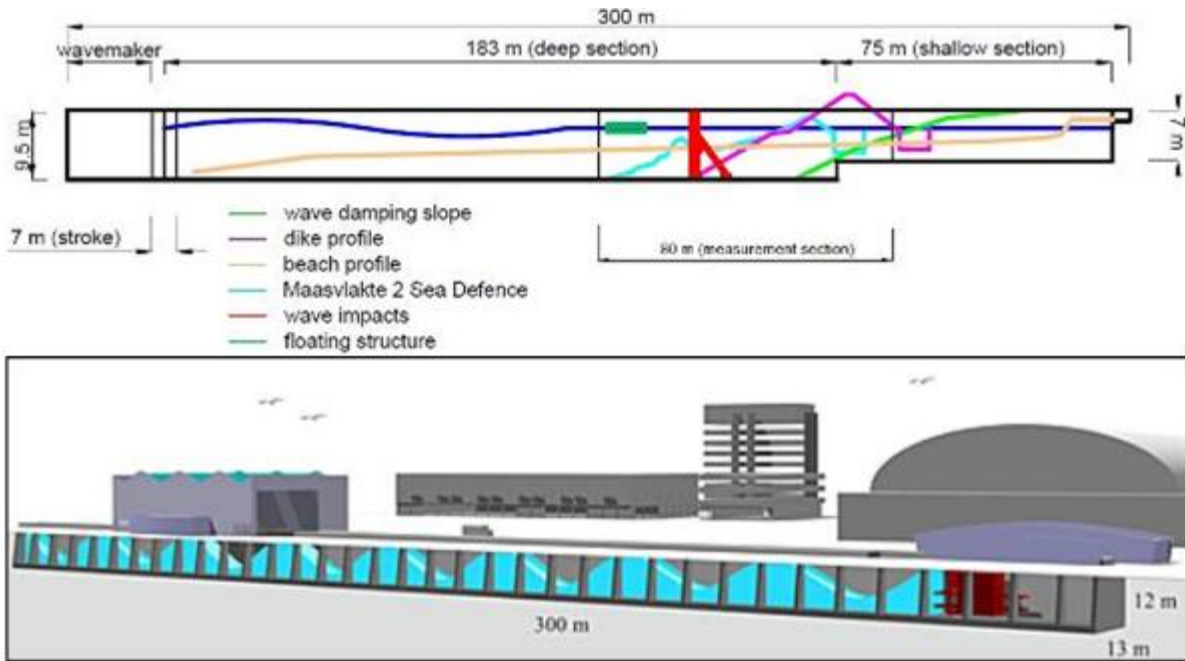 300 m
wavemaker
183 m (deep section)
75 m (shallow section)
9.5 m
7 m
7 m (stroke)
80 m (measurement section)
wave damping slope
dike profile
beach profile
Maasvlakte 2 Sea Defence
wave impacts
floating structure
300 m
12 m
13 m